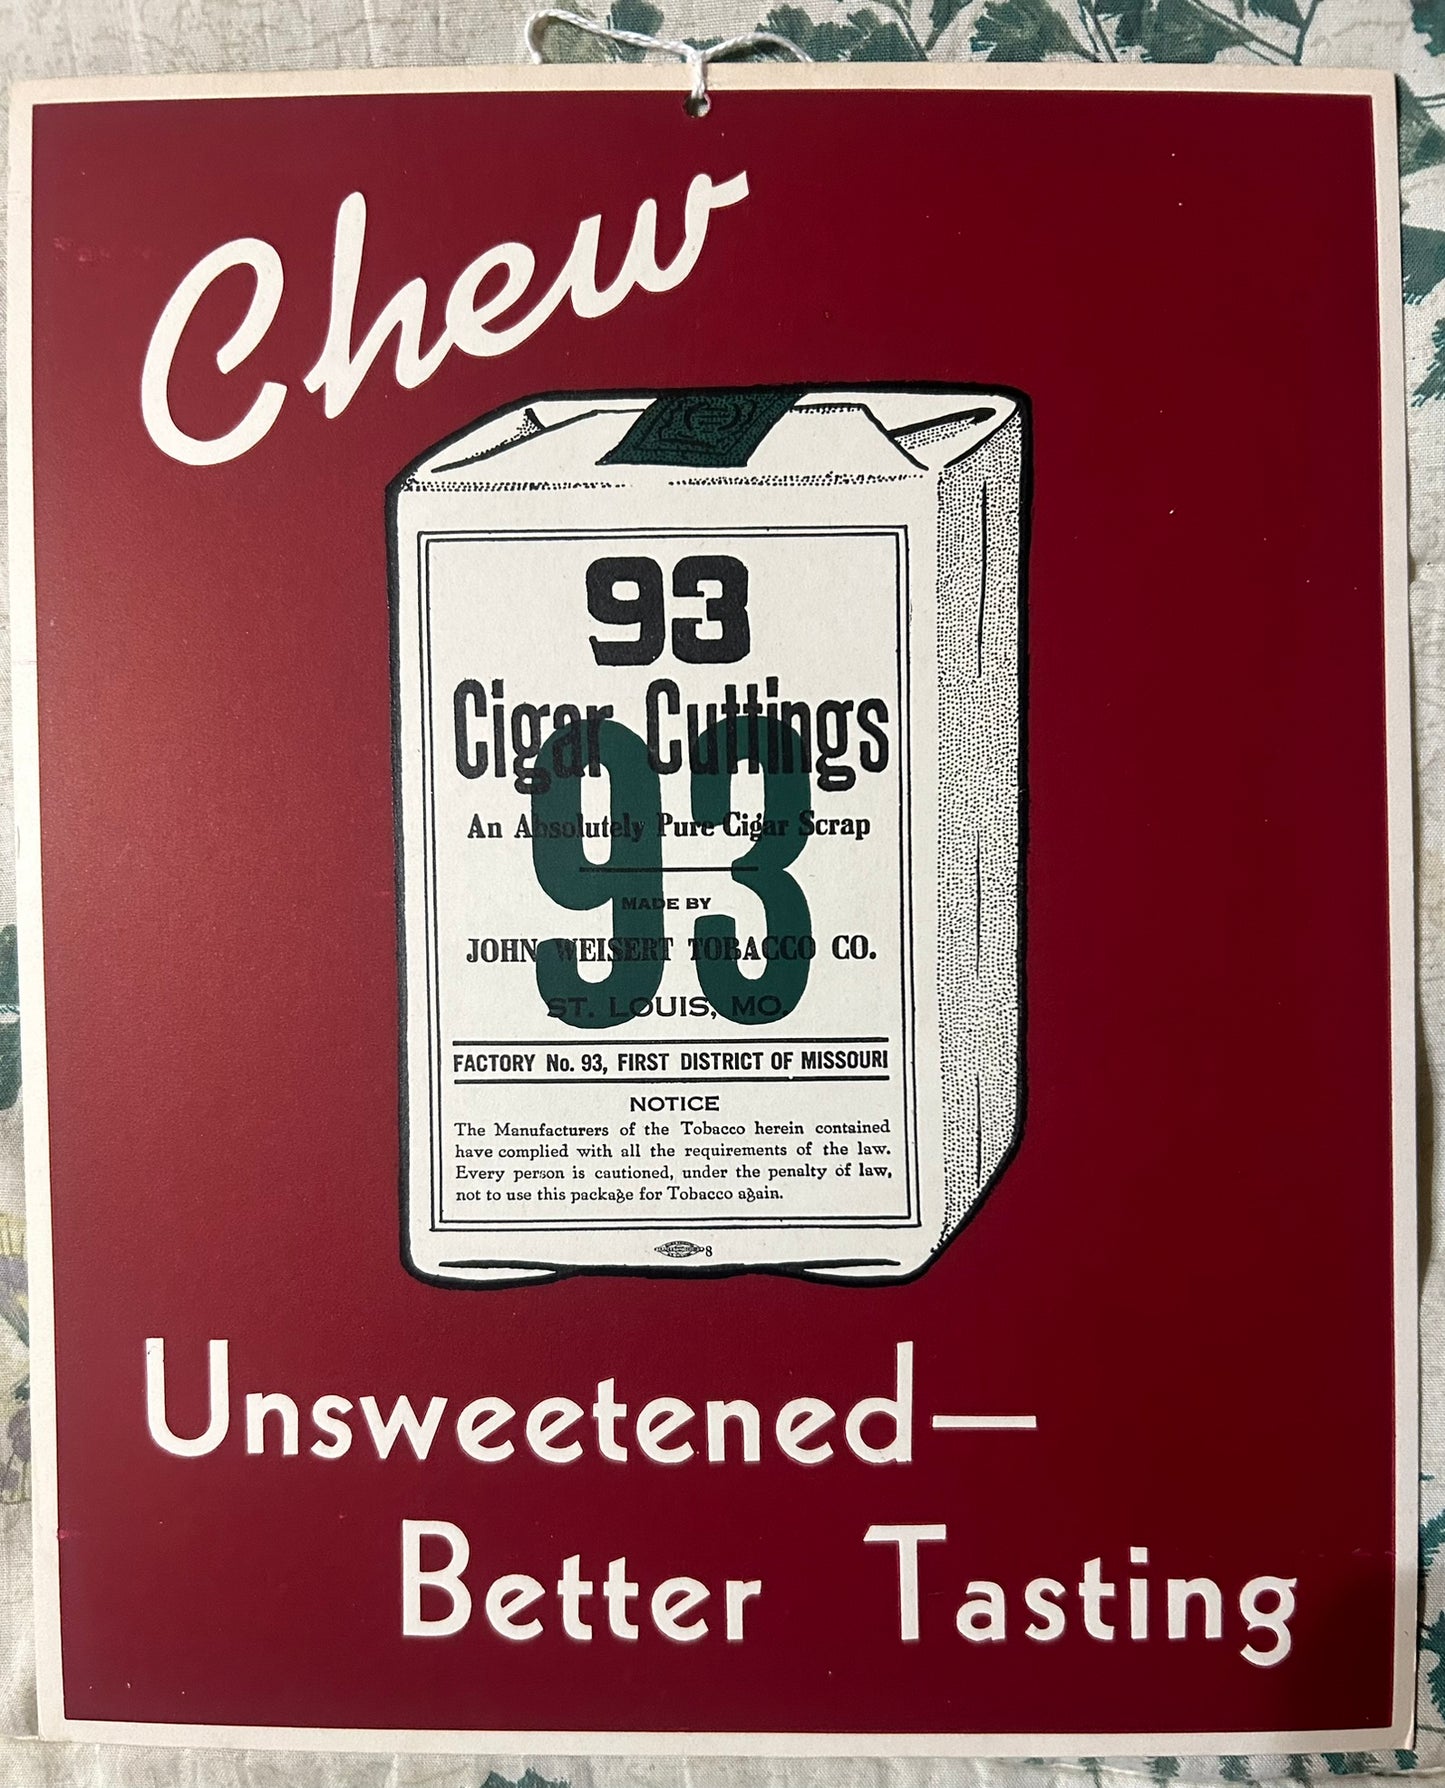 Chew
93
Cigar Cuttings
93
An Absolutely Pure Cigar Scrap
MADE BY
JOHN WEISERT TOBACCO CO.
ST. LOUIS, MO.
FACTORY No. 93, FIRST DISTRICT OF MISSOURI
NOTICE
The Manufacturers of the Tobacco herein contained
have complied with all the requirements of the law.
Every person is cautioned, under the penalty of law,
not to use this package for Tobacco again.
8
Unsweetened—
Better Tasting